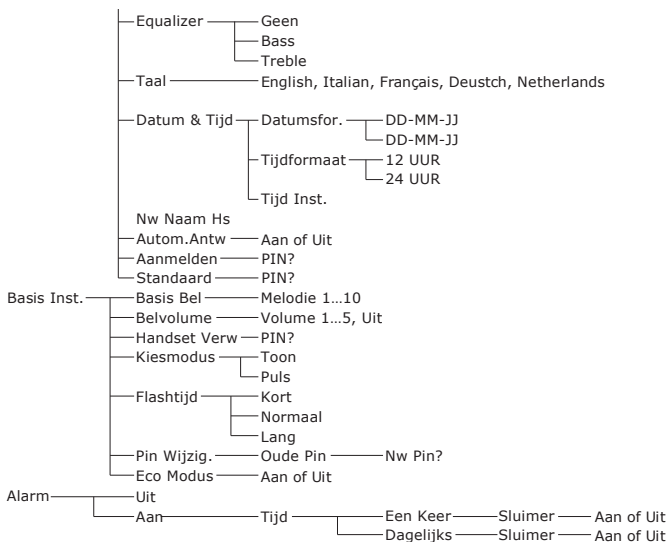 Equalizer Geen
Bass
Treble
Taal English, Italian, Français, Deustch, Netherlands
Datum & Tijd Datumsfor. DD-MM-JJ
DD-MM-JJ
Tijdformaat 12 UUR
24 UUR
Tijd Inst.
Nw Naam Hs
Autom.Antw Aan of Uit
Aanmelden PIN?
Standaard PIN?
Basis Inst. Basis Bel Melodie 1...10
Belvolume Volume 1...5, Uit
Handset Verw PIN?
Kiesmodus Toon
Puls
Flashtijd Kort
Normaal
Lang
Pin Wijzig. Oude Pin Nw Pin?
Eco Modus Aan of Uit
Alarm Uit
Aan Tijd Een Keer Sluimer Aan of Uit
Dagelijks Sluimer Aan of Uit